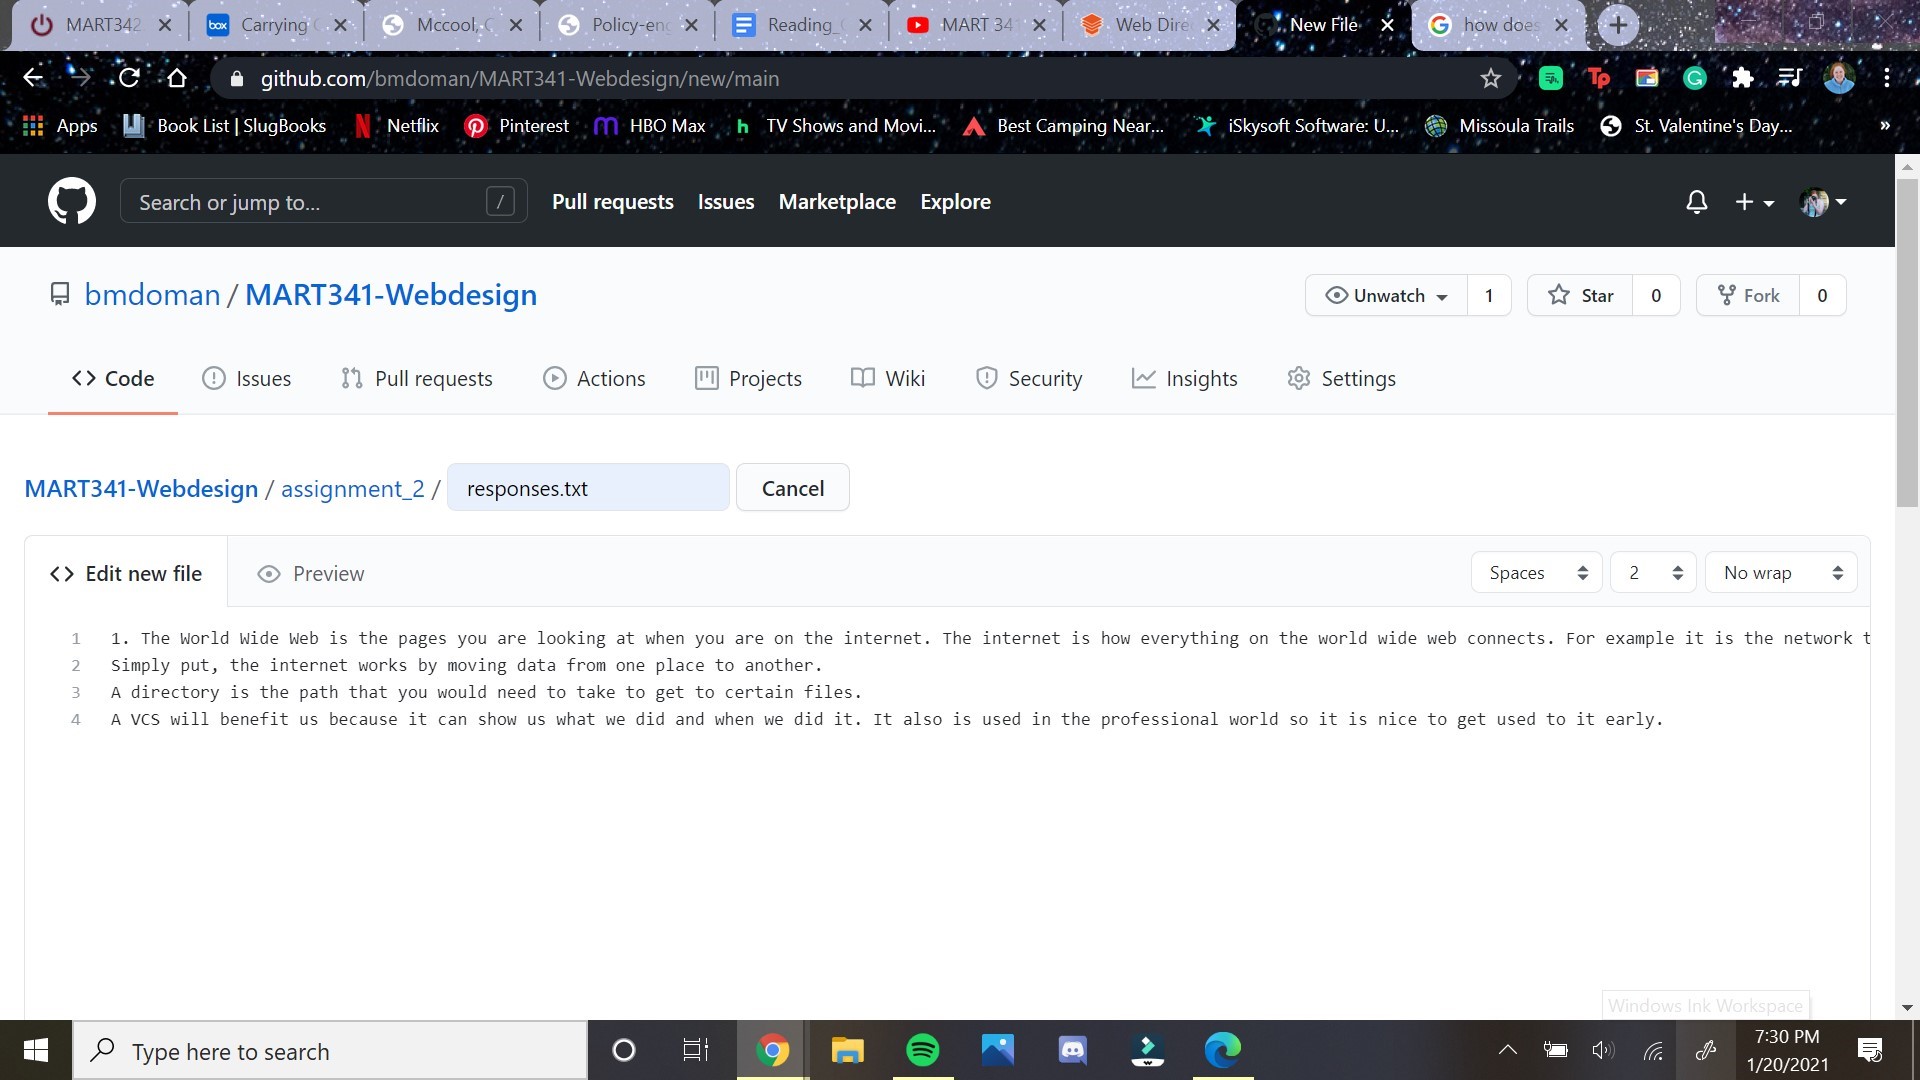 MART342 Carrying Mccool, Policy-en Reading_ MART 34 Web Dire New File how does
github.com/bmdoman/MART341-Webdesign/new/main
Apps Book List | SlugBooks Netflix Pinterest HBO Max TV Shows and Movi... Best Camping Near... iSkysoft Software: U... Missoula Trails St. Valentine's Day... »
Search or jump to... / Pull requests Issues Marketplace Explore
bmdoman / MART341-Webdesign Unwatch 1 Star 0 Fork 0
Code Issues Pull requests Actions Projects Wiki Security Insights Settings
MART341-Webdesign / assignment_2 / responses.txt Cancel
Edit new file Preview Spaces 2 No wrap
1 1. The World Wide Web is the pages you are looking at when you are on the internet. The internet is how everything on the world wide web connects. For example it is the network t
2 Simply put, the internet works by moving data from one place to another.
3 A directory is the path that you would need to take to get to certain files.
4 A VCS will benefit us because it can show us what we did and when we did it. It also is used in the professional world so it is nice to get used to it early.
Windows Ink Workspace
Type here to search 7:30 PM
1/20/2021